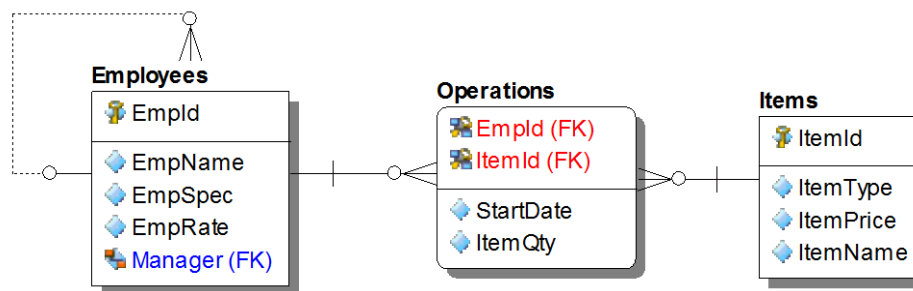 Employees
EmpId
EmpName
EmpSpec
EmpRate
Manager (FK)
Operations
EmpId (FK)
ItemId (FK)
StartDate
ItemQty
Items
ItemId
ItemType
ItemPrice
ItemName